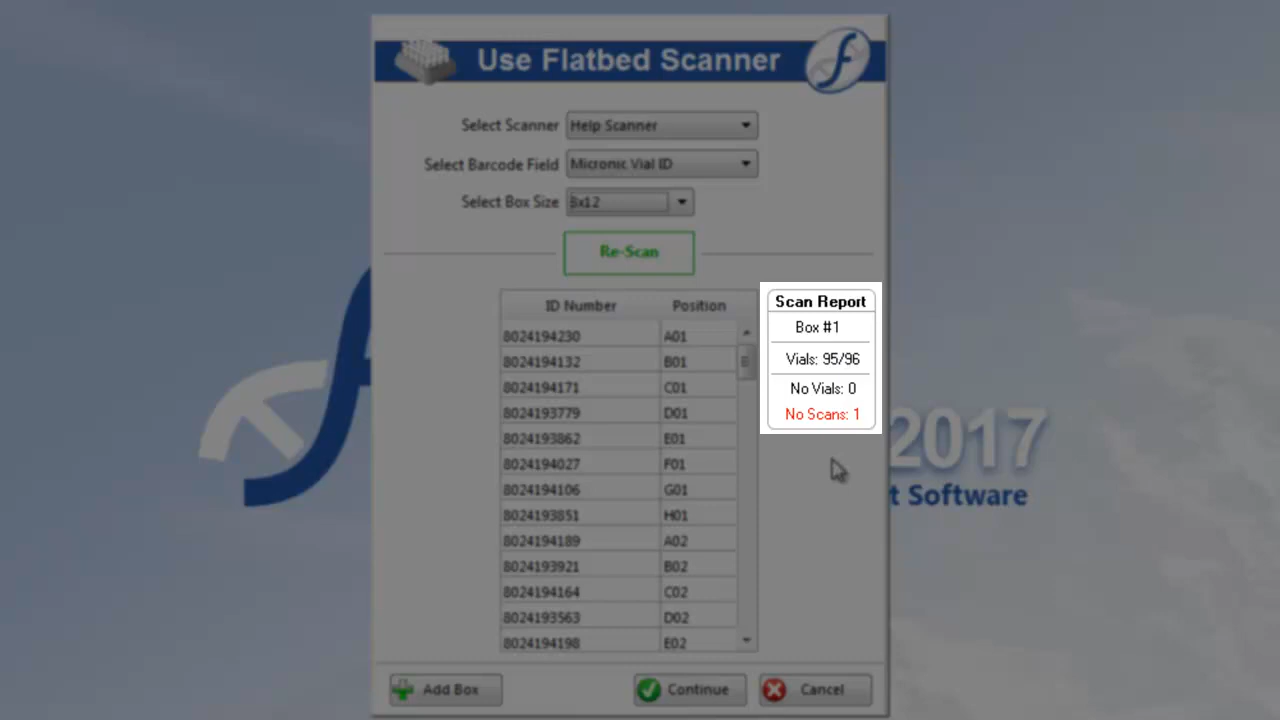 Use Flatbed Scanner
Select Scanner Help Scanner
Select Barcode Field Micronic Vial ID
Select Box Size 8x12
Re-Scan
ID Number Position
8024194230 A01
8024194132 B01
8024194171 C01
8024193779 D01
8024193862 E01
8024194027 F01
8024194106 G01
8024193851 H01
8024194189 A02
8024193921 B02
8024194164 C02
8024193563 D02
8024194198 E02
Scan Report
Box #1
Vials: 95/96
No Vials: 0
No Scans: 1
2017
t Software
Add Box Continue Cancel